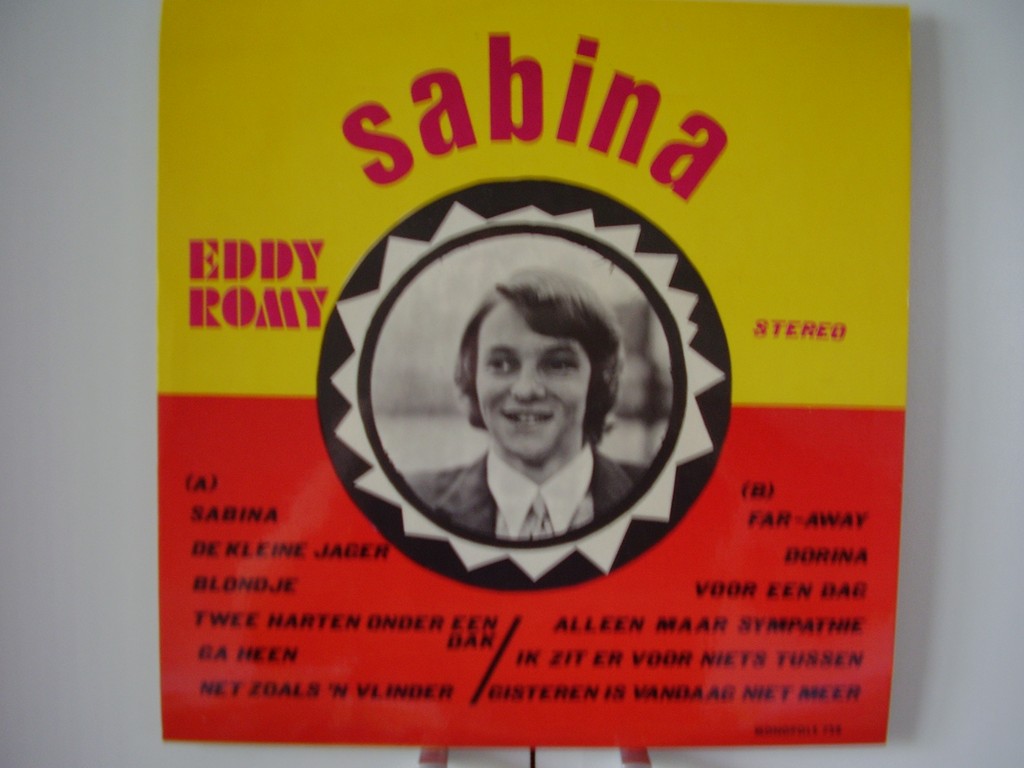 sabina
EDDY
ROMY
STEREO
(A)
SABINA
DE KLEINE JAGER
BLONDJE
TWEE HARTEN ONDER EEN
DAK
GA HEEN
NET ZOALS 'N VLINDER
(B)
FAR-AWAY
DORINA
VOOR EEN DAG
ALLEEN MAAR SYMPATHIE
IK ZIT ER VOOR NIETS TUSSEN
GISTEREN IS VANDAAG NIET MEER